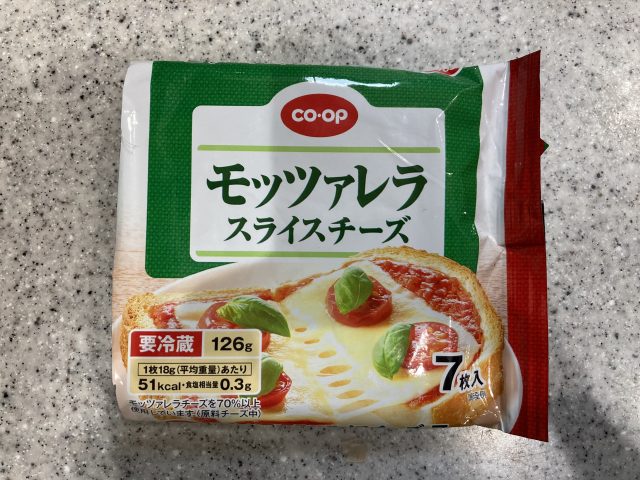 CO·OP
モッツァレラ
スライスチーズ
要冷蔵 126g
1枚18g(平均重量)あたり
51kcal・食塩相当量0.3g
7枚入
モッツァレラチーズを70%以上
使用しています(原料チーズ中)